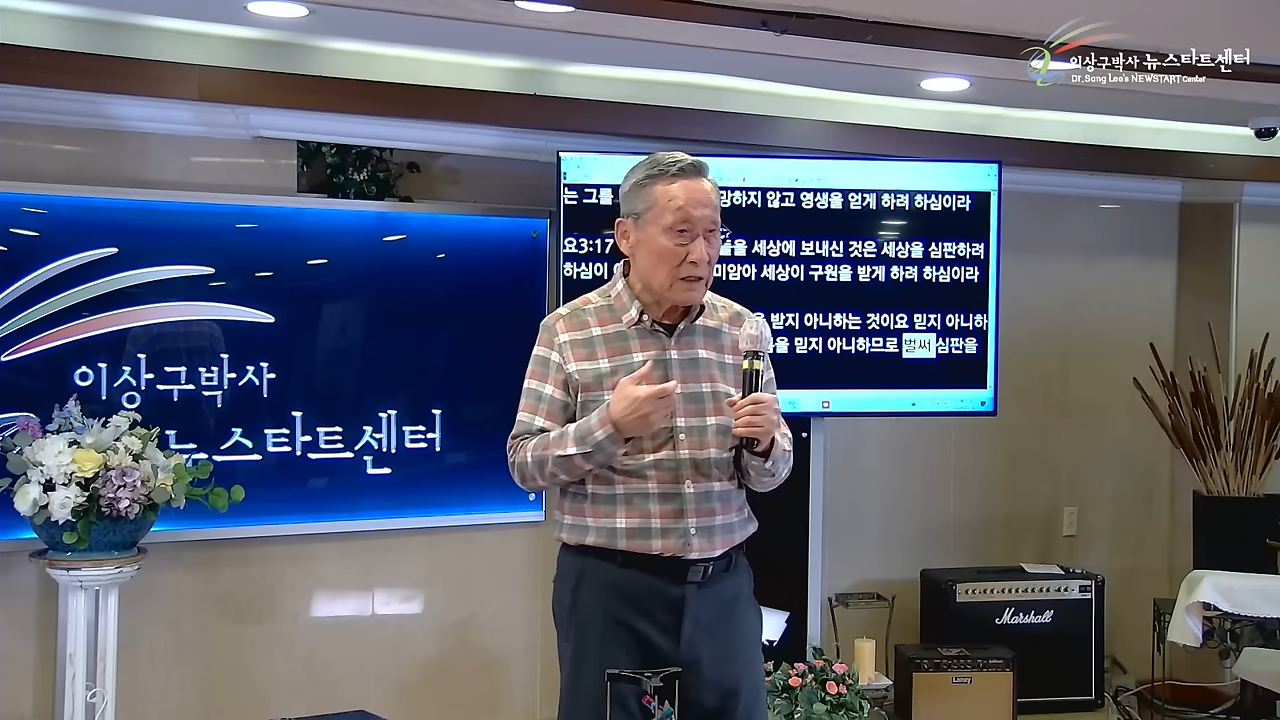 이상구박사 뉴스타트센터
Dr. Sang Lee's NEWSTART Center
는 그를 망하지 않고 영생을 얻게 하려 하심이라
요3:17 들을 세상에 보내신 것은 세상을 심판하려
하심이 미암아 세상이 구원을 받게 하려 하심이라
받지 아니하는 것이요 믿지 아니하
을 믿지 아니하므로 벌써 심판을
이상구박사
뉴스타트센터
Marshall
Laney